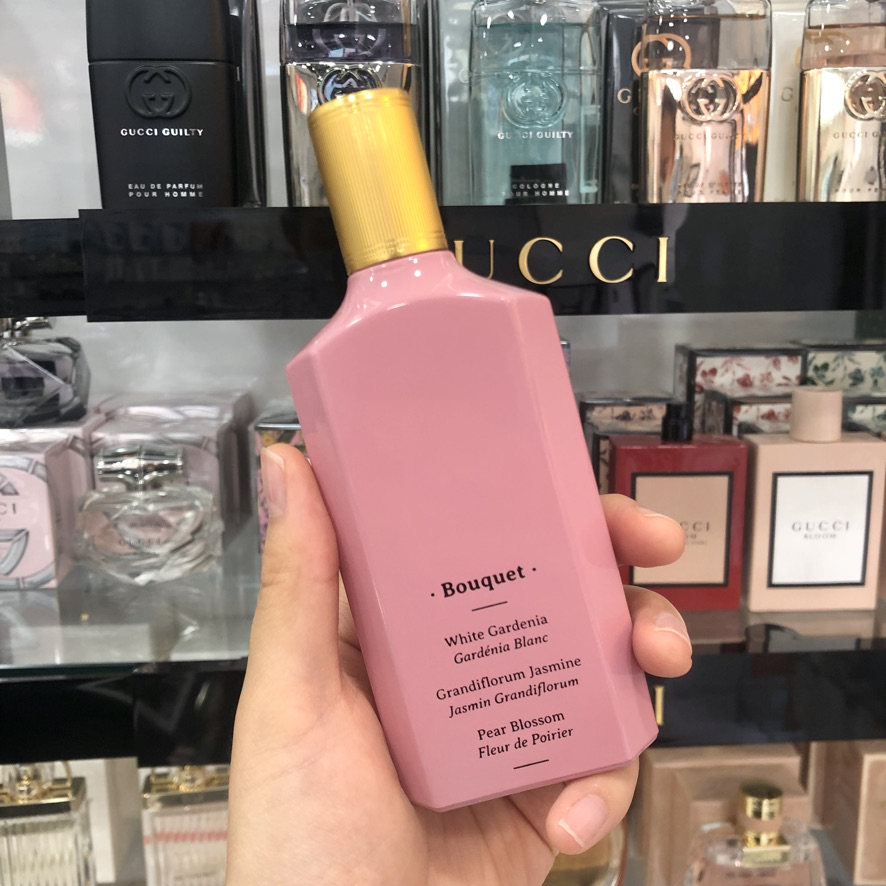 GUCCI GUILTY
EAU DE PARFUM
POUR HOMME
GUCCI GUILTY
COLOGNE
POUR HOMME
GUCCI GUILTY
GUCCI
· Bouquet ·
White Gardenia
Gardénia Blanc
Grandiflorum Jasmine
Jasmin Grandiflorum
Pear Blossom
Fleur de Poirier
GUCCI
BLOOM